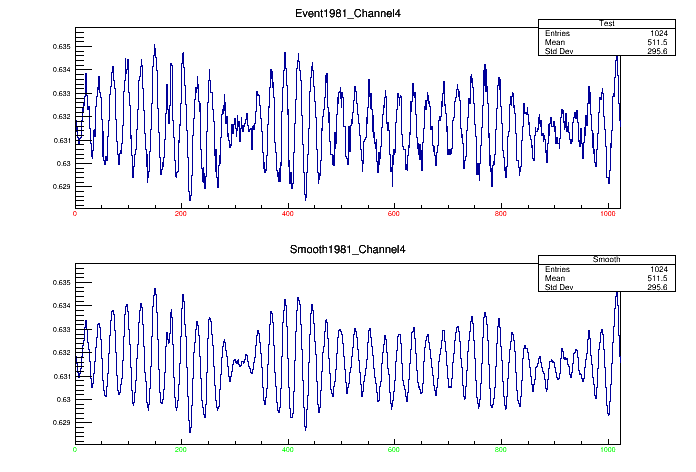 Event1981_Channel4
Test
Entries 1024
Mean 511.5
Std Dev 295.6
0.635
0.634
0.633
0.632
0.631
0.63
0.629
0 200 400 600 800 1000
Smooth1981_Channel4
Smooth
Entries 1024
Mean 511.5
Std Dev 295.6
0.635
0.634
0.633
0.632
0.631
0.63
0.629
0 200 400 600 800 1000